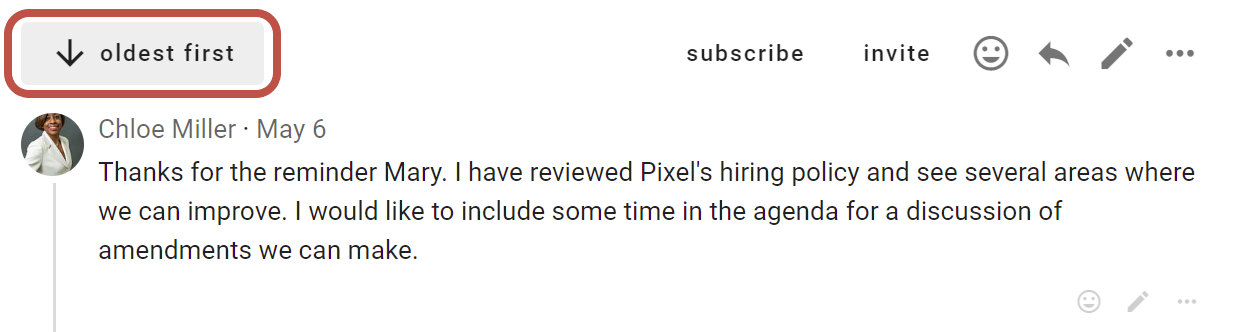 oldest first
subscribe
invite
Chloe Miller · May 6
Thanks for the reminder Mary. I have reviewed Pixel's hiring policy and see several areas where
we can improve. I would like to include some time in the agenda for a discussion of
amendments we can make.